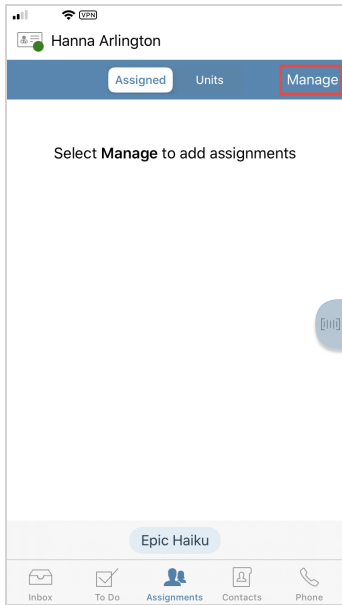 VPN
Hanna Arlington
Assigned Units Manage
Select Manage to add assignments
Epic Haiku
Inbox To Do Assignments Contacts Phone